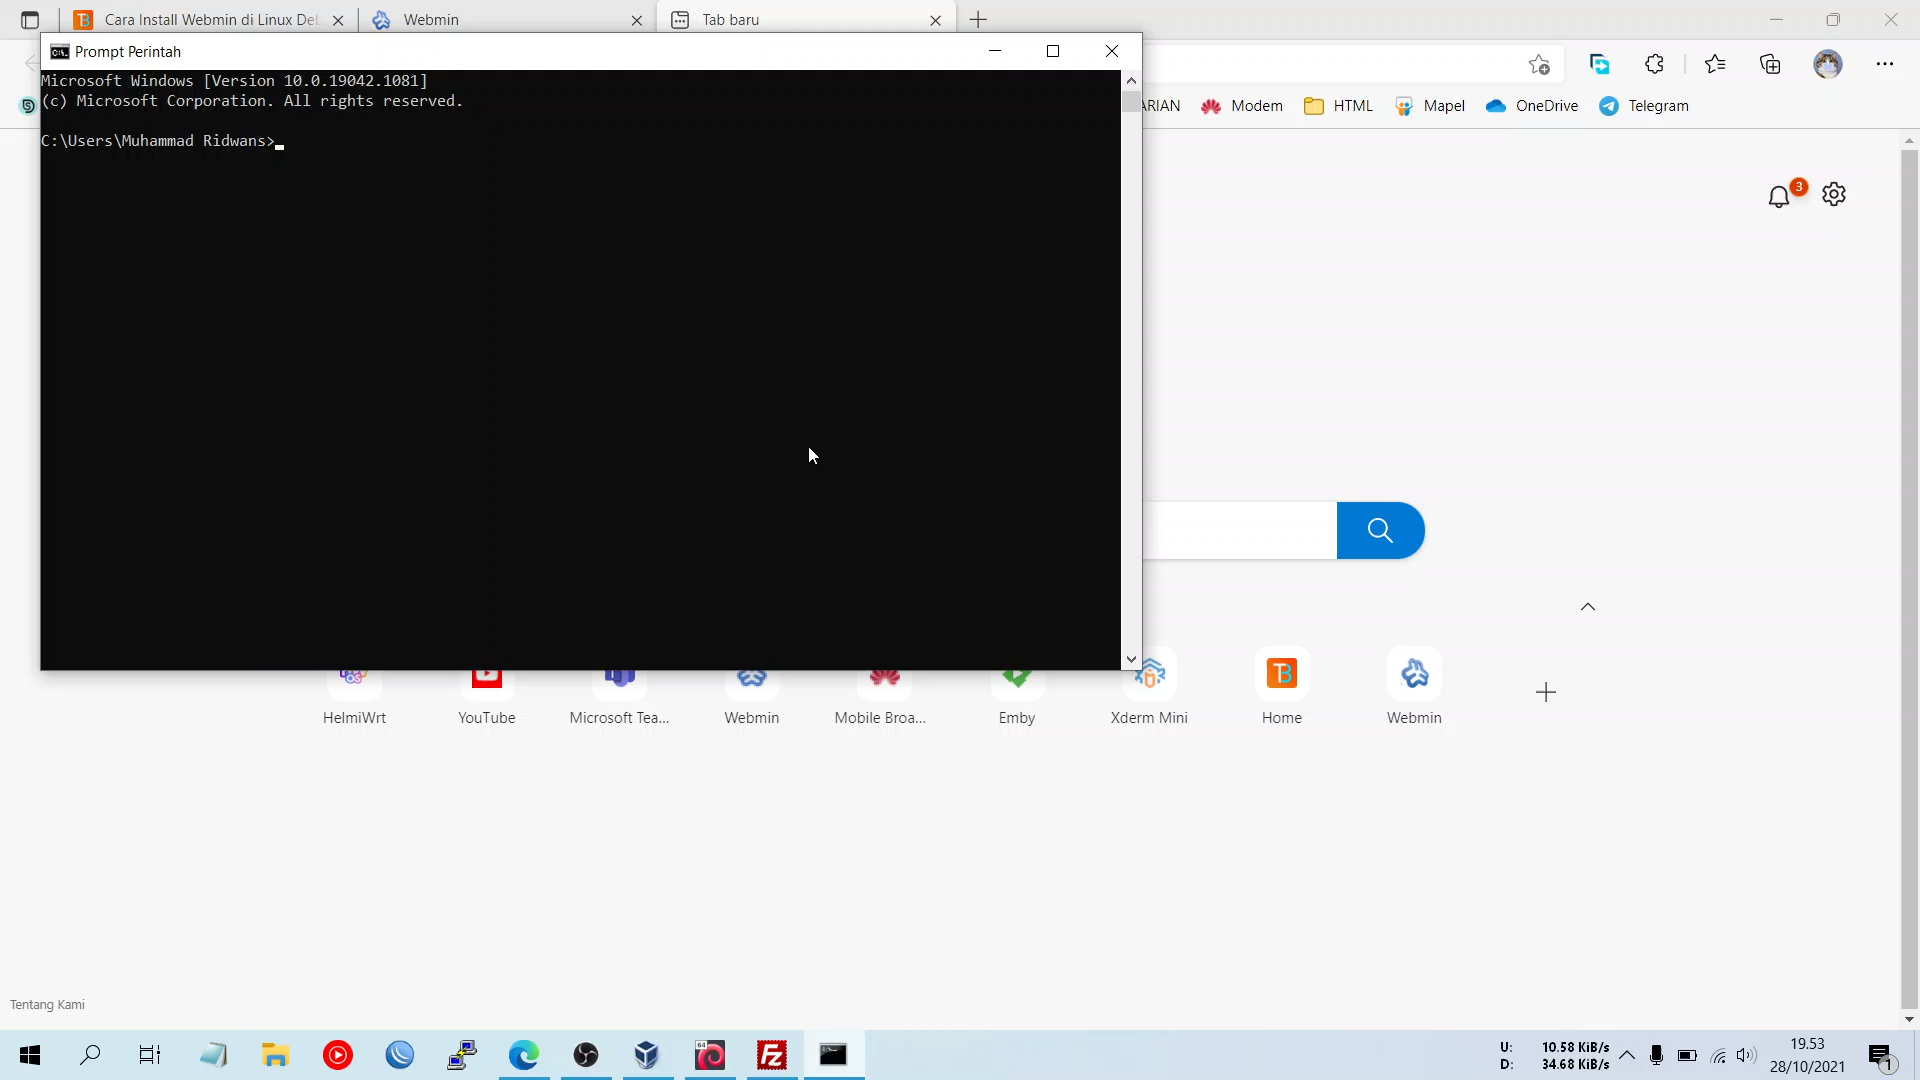 Cara Install Webmin di Linux De
Webmin
Tab baru
Prompt Perintah
Microsoft Windows [Version 10.0.19042.1081]
(c) Microsoft Corporation. All rights reserved.
C:\Users\Muhammad Ridwans>
ARIAN
Modem
HTML
Mapel
OneDrive
Telegram
3
HelmiWrt
YouTube
Microsoft Tea...
Webmin
Mobile Broa...
Emby
Xderm Mini
Home
Webmin
Tentang Kami
U: 10.58 KiB/s
D: 34.68 KiB/s
19.53
28/10/2021
1